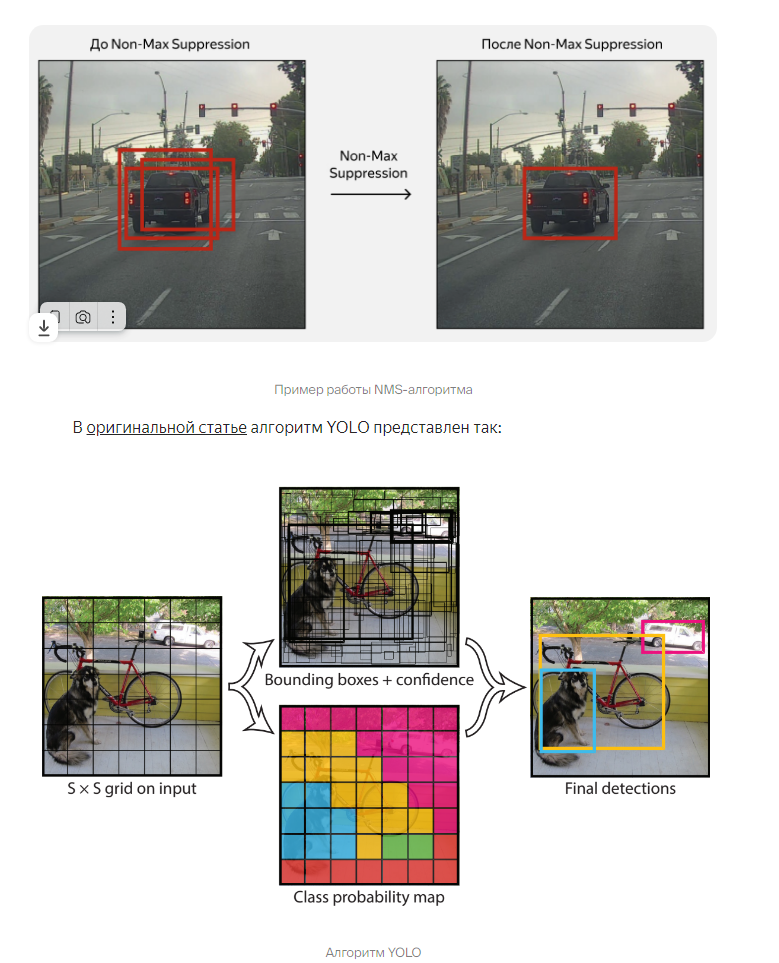 До Non-Max Suppression
После Non-Max Suppression
Non-Max
Suppression
Пример работы NMS-алгоритма
В оригинальной статье алгоритм YOLO представлен так:
Bounding boxes + confidence
S × S grid on input
Final detections
Class probability map
Алгоритм YOLO